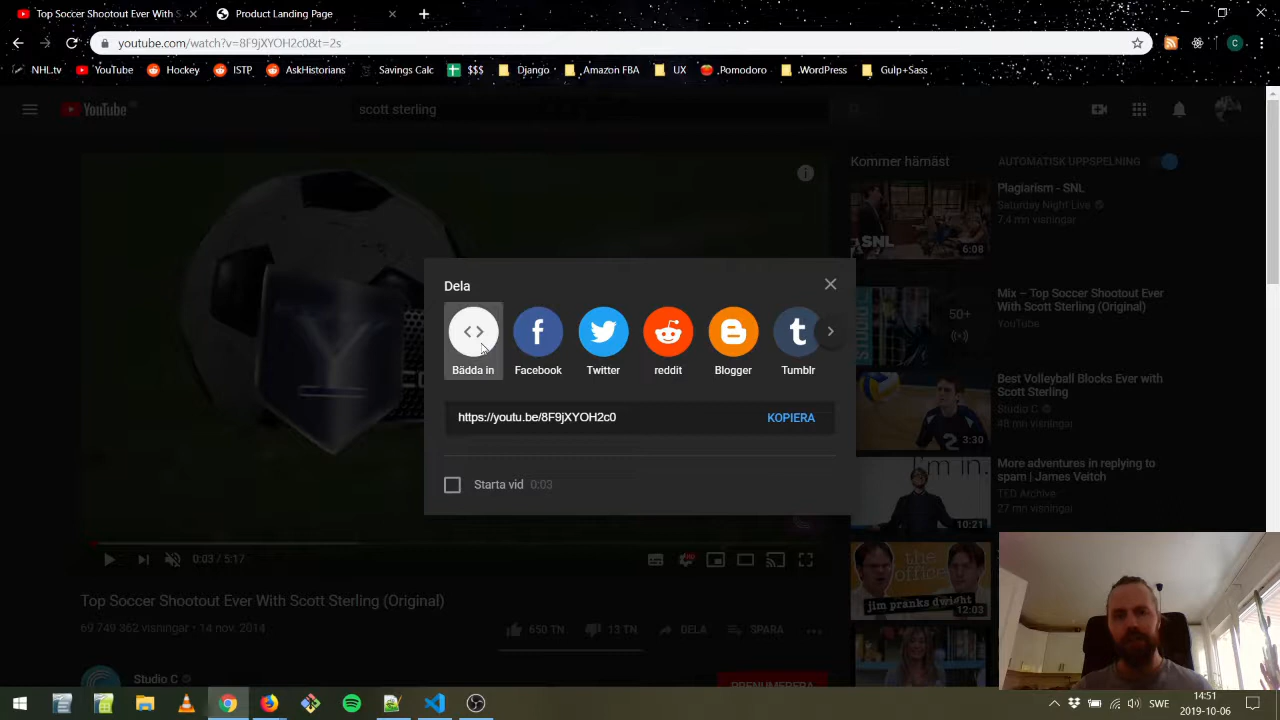 Top Soccer Shootout Ever With S
Product Landing Page
youtube.com/watch?v=8F9jXYOH2c0&t=2s
NHL.tv
YouTube
Hockey
ISTP
AskHistorians
Savings Calc
$$$
Django
Amazon FBA
UX
.Pomodoro
.WordPress
Gulp+Sass
YouTube
scott sterling
Kommer härnäst
AUTOMATISK UPPSPELNING
Plagiarism - SNL
Saturday Night Live
7,4 mn visningar
SNL
6:08
Mix – Top Soccer Shootout Ever
With Scott Sterling (Original)
YouTube
50+
Best Volleyball Blocks Ever with
Scott Sterling
Studio C
48 mn visningar
3:30
More adventures in replying to
spam | James Veitch
TED Archive
27 mn visningar
I'm in.
10:21
the
office
jim pranks dwight
12:03
Dela
Bädda in
Facebook
Twitter
reddit
Blogger
Tumblr
https://youtu.be/8F9jXYOH2c0
KOPIERA
Starta vid 0:03
0:03 / 5:17
HD
Top Soccer Shootout Ever With Scott Sterling (Original)
69 749 362 visningar • 14 nov. 2014
650 TN
13 TN
DELA
SPARA
Studio C
PRENUMERERA
SWE
14:51
2019-10-06